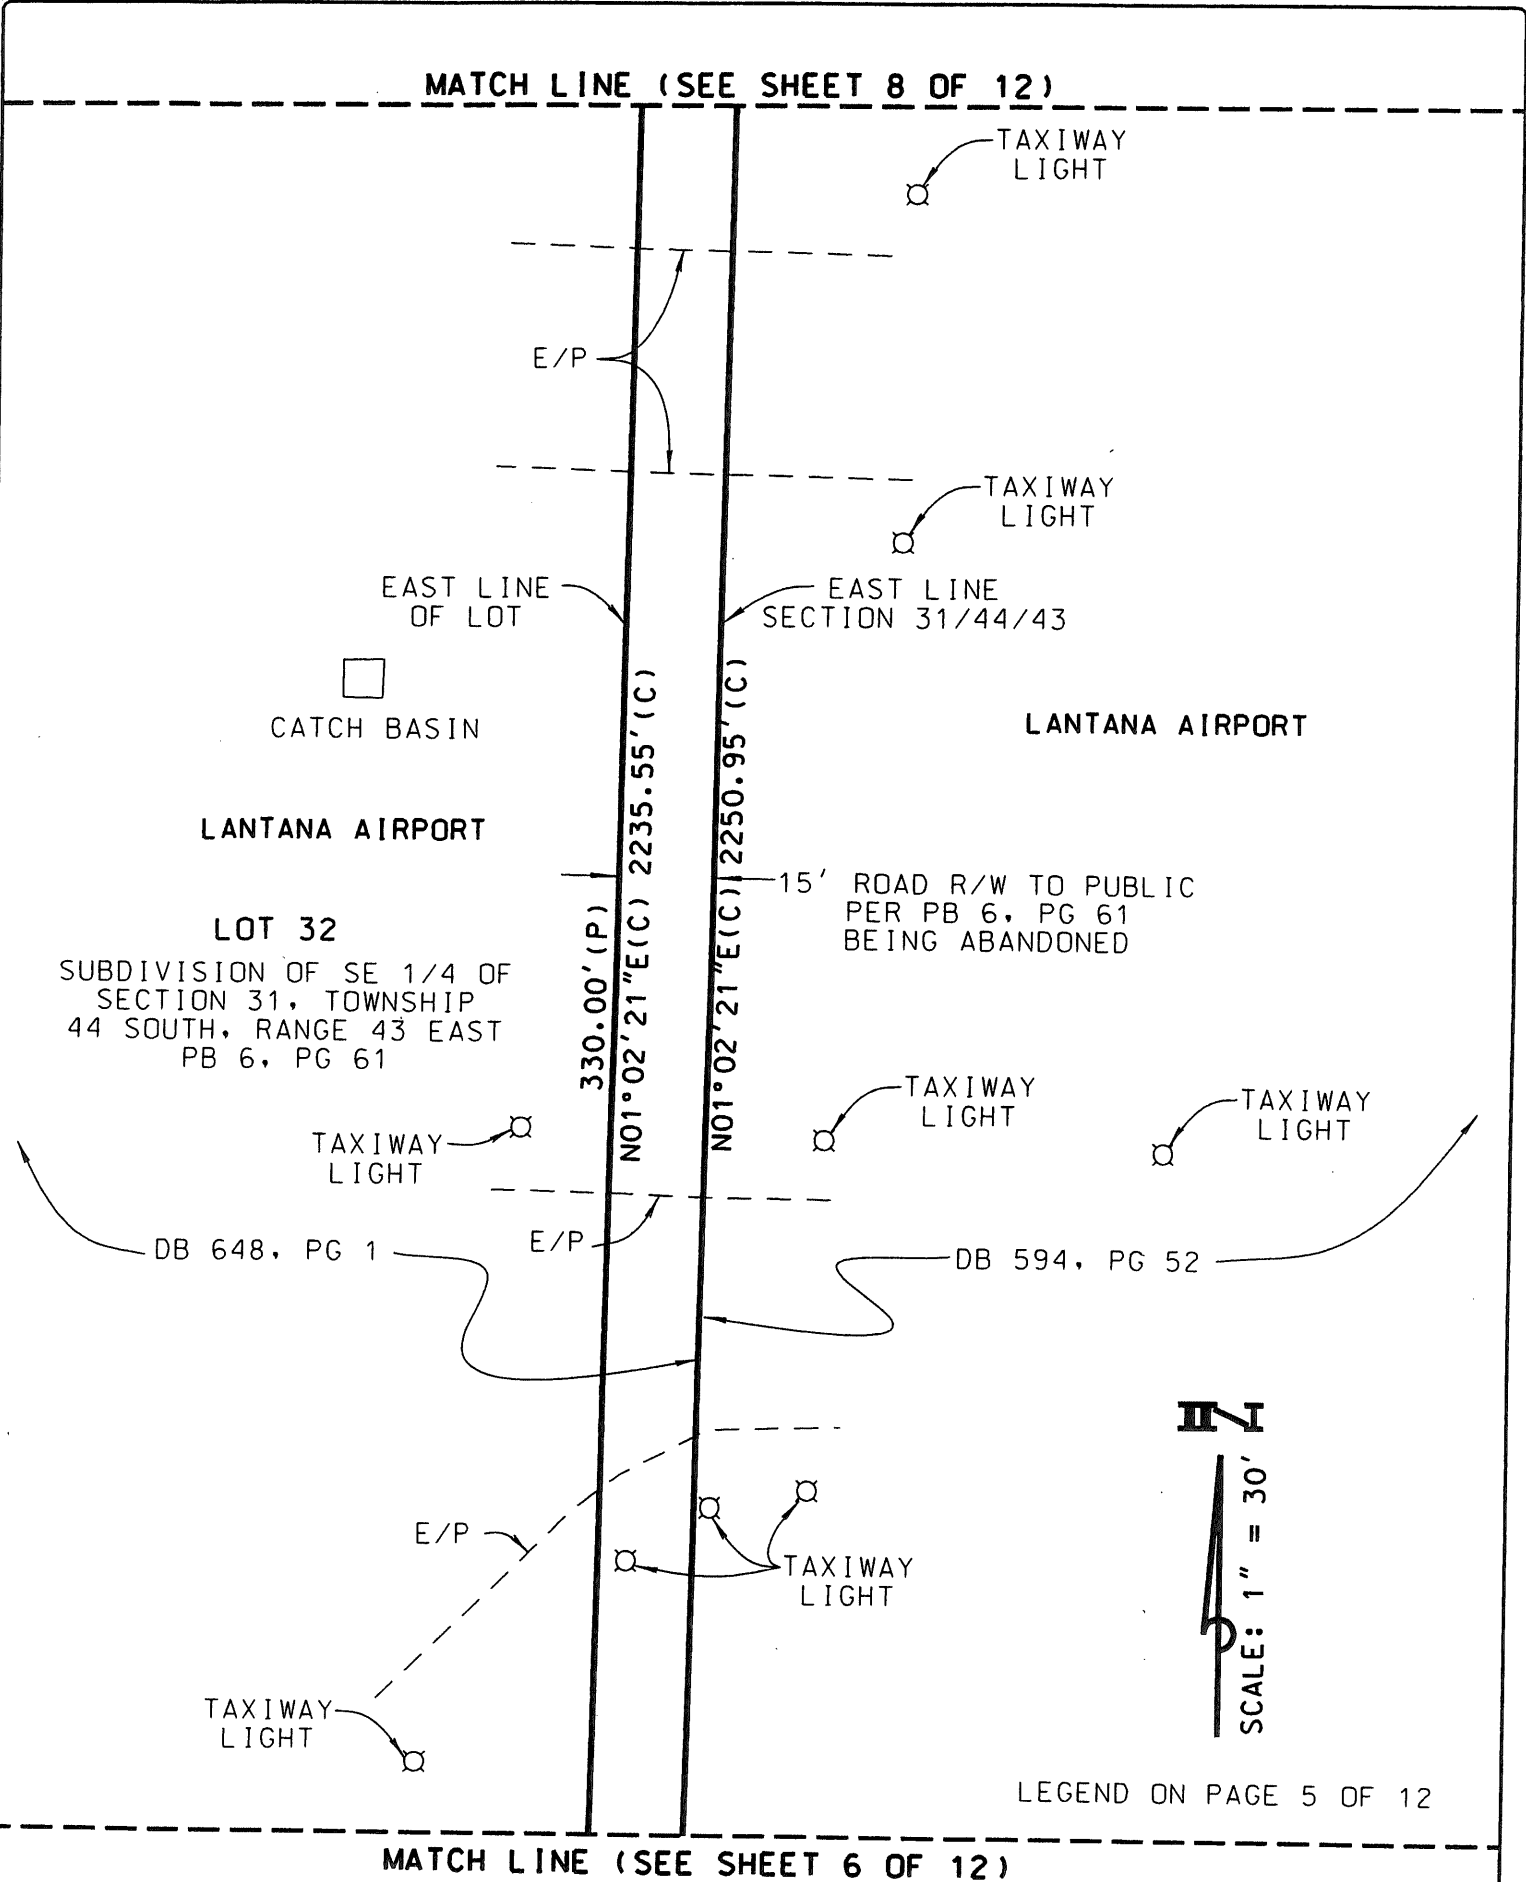 MATCH LINE (SEE SHEET 8 OF 12)
TAXIWAY
LIGHT
E/P
TAXIWAY
LIGHT
EAST LINE
OF LOT
EAST LINE
SECTION 31/44/43
CATCH BASIN
LANTANA AIRPORT
LANTANA AIRPORT
N01°02'21"E(C) 2235.55'(C)
N01°02'21"E(C) 2250.95'(C)
330.00'(P)
15' ROAD R/W TO PUBLIC
PER PB 6, PG 61
BEING ABANDONED
LOT 32
SUBDIVISION OF SE 1/4 OF
SECTION 31, TOWNSHIP
44 SOUTH, RANGE 43 EAST
PB 6, PG 61
TAXIWAY
LIGHT
TAXIWAY
LIGHT
TAXIWAY
LIGHT
E/P
DB 648, PG 1
DB 594, PG 52
N
E/P
TAXIWAY
LIGHT
SCALE: 1" = 30'
TAXIWAY
LIGHT
LEGEND ON PAGE 5 OF 12
MATCH LINE (SEE SHEET 6 OF 12)